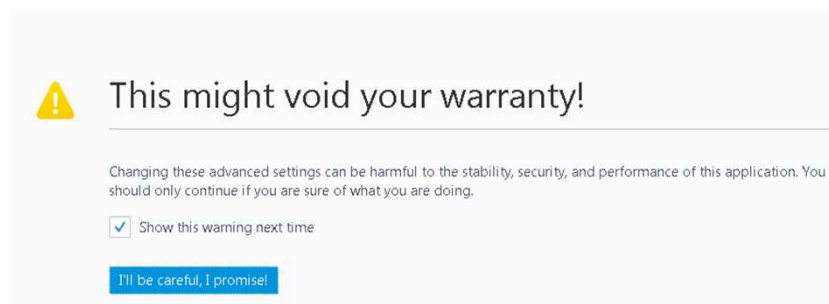 This might void your warranty!
Changing these advanced settings can be harmful to the stability, security, and performance of this application. You
should only continue if you are sure of what you are doing.
Show this warning next time
I'll be careful, I promise!